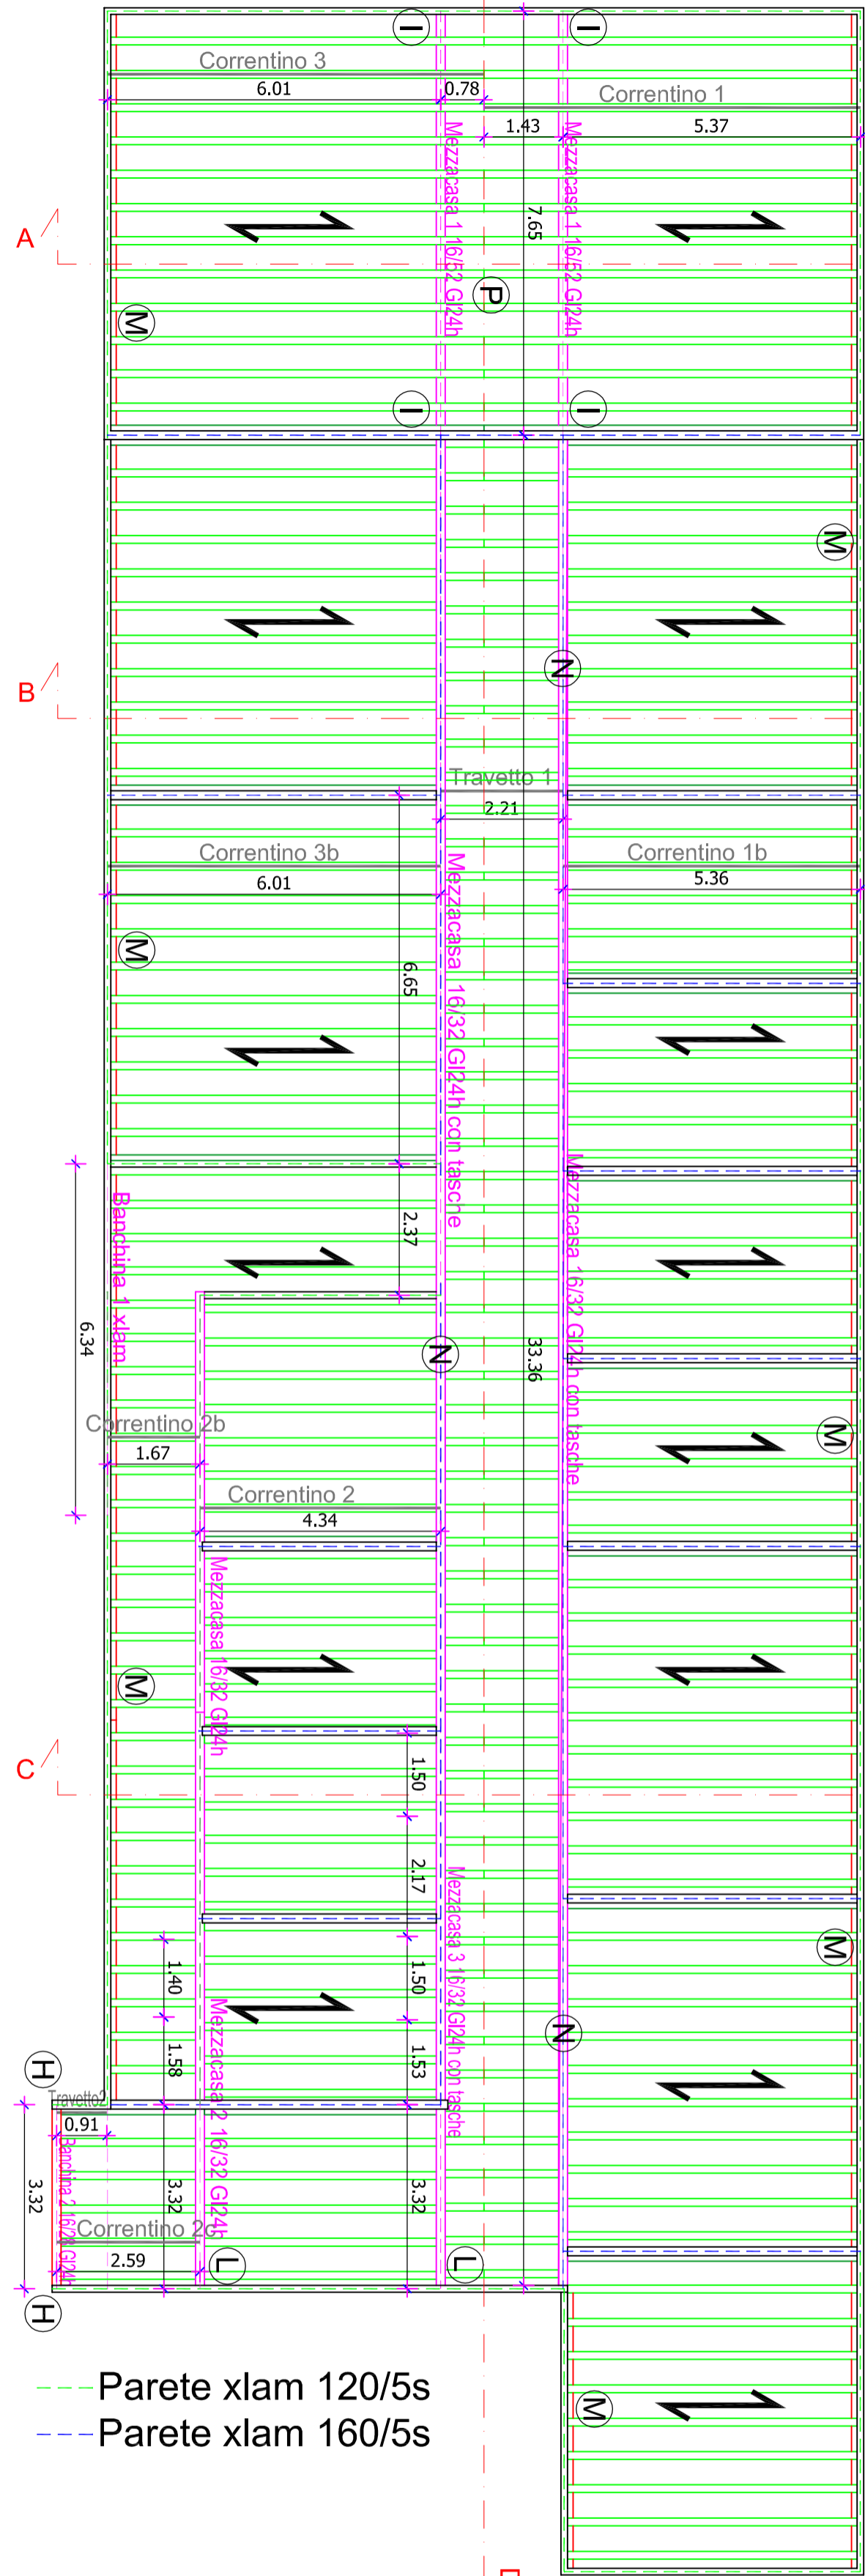 I
I
Correntino 3
6.01
0.78
Correntino 1
1.43
5.37
Mezzacasa 1 16/52 Gl24h
Mezzacasa 1 16/52 Gl24h
7.65
A
P
M
I
I
M
B
N
Travetto 1
2.21
Correntino 3b
6.01
Correntino 1b
5.36
Mezzacasa 16/32 Gl24h con tasche
M
6.65
Mezzacasa 16/32 Gl24h con tasche
Banchina 1 xlam
2.37
6.34
N
33.36
Correntino 2b
1.67
M
Correntino 2
4.34
Mezzacasa 16/32 Gl24h
M
C
1.50
2.17
Mezzacasa 3 16/32 Gl24h con tasche
M
1.40
1.50
Mezzacasa 2 16/32 Gl24h
N
1.58
1.53
H
Travetto2
0.91
Banchina 2 16/28 Gl24h
3.32
3.32
3.32
Correntino 2c
2.59
L
L
H
Parete xlam 120/5s
M
Parete xlam 160/5s